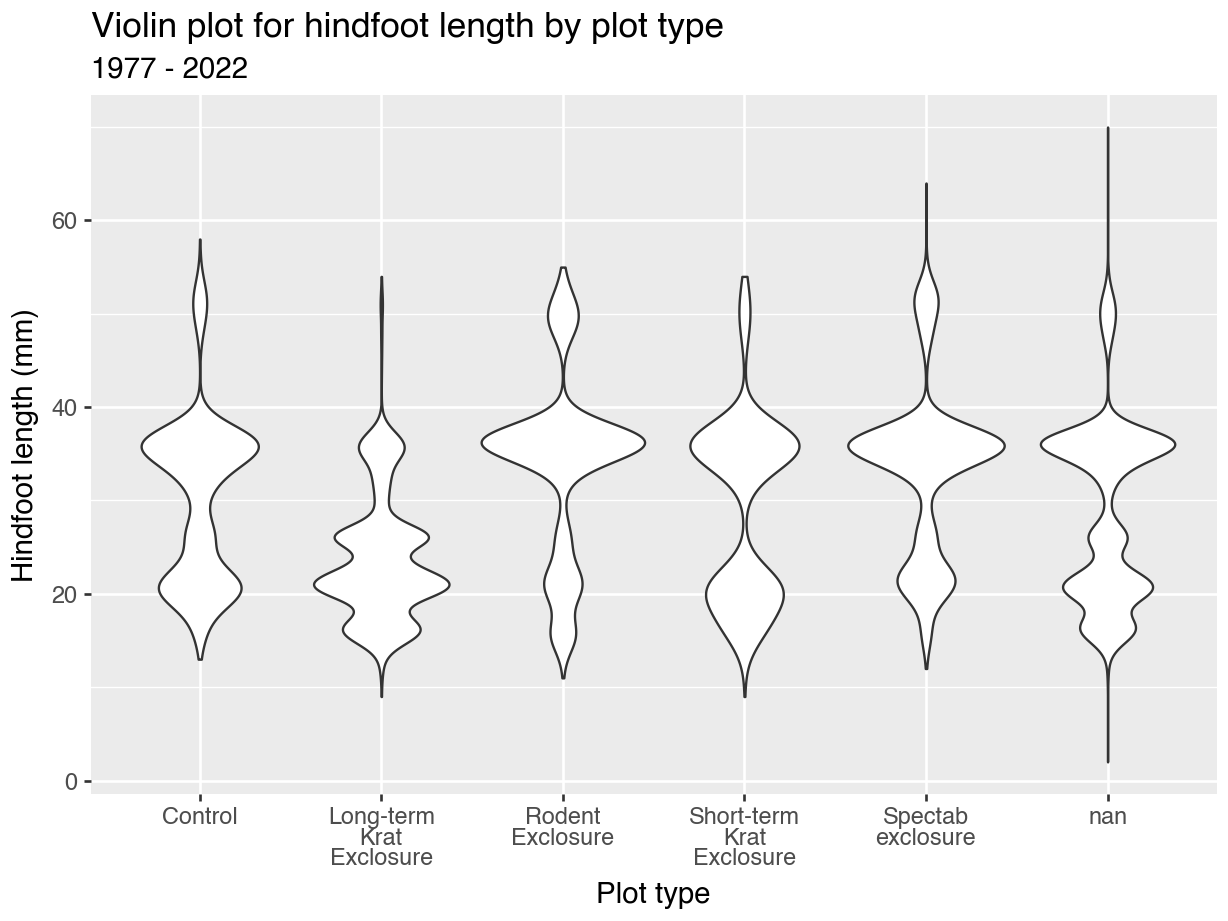 Violin plot for hindfoot length by plot type
1977 - 2022
Hindfoot length (mm)
60
40
20
0
Control
Long-term
Krat
Exclosure
Rodent
Exclosure
Short-term
Krat
Exclosure
Spectab
exclosure
nan
Plot type